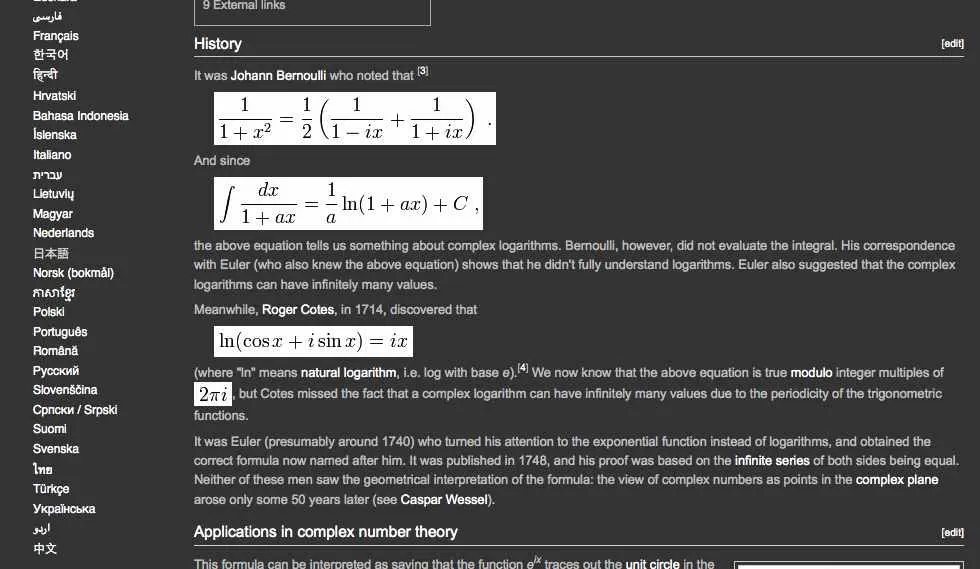 فارسی
Français
한국어
हिन्दी
Hrvatski
Bahasa Indonesia
Íslenska
Italiano
עברית
Lietuvių
Magyar
Nederlands
日本語
Norsk (bokmål)
ភាសាខ្មែរ
Polski
Português
Română
Русский
Slovenščina
Српски / Srpski
Suomi
Svenska
ไทย
Türkçe
Українська
اردو
中文
9 External links
History [edit]
It was Johann Bernoulli who noted that [3]
1/(1 + x²) = 1/2 (1/(1 − ix) + 1/(1 + ix)) .
And since
∫ dx/(1 + ax) = 1/a ln(1 + ax) + C ,
the above equation tells us something about complex logarithms. Bernoulli, however, did not evaluate the integral. His correspondence
with Euler (who also knew the above equation) shows that he didn't fully understand logarithms. Euler also suggested that the complex
logarithms can have infinitely many values.
Meanwhile, Roger Cotes, in 1714, discovered that
ln(cos x + i sin x) = ix
(where "ln" means natural logarithm, i.e. log with base e).[4] We now know that the above equation is true modulo integer multiples of
2πi , but Cotes missed the fact that a complex logarithm can have infinitely many values due to the periodicity of the trigonometric
functions.
It was Euler (presumably around 1740) who turned his attention to the exponential function instead of logarithms, and obtained the
correct formula now named after him. It was published in 1748, and his proof was based on the infinite series of both sides being equal.
Neither of these men saw the geometrical interpretation of the formula: the view of complex numbers as points in the complex plane
arose only some 50 years later (see Caspar Wessel).
Applications in complex number theory [edit]
This formula can be interpreted as saying that the function e^ix traces out the unit circle in the